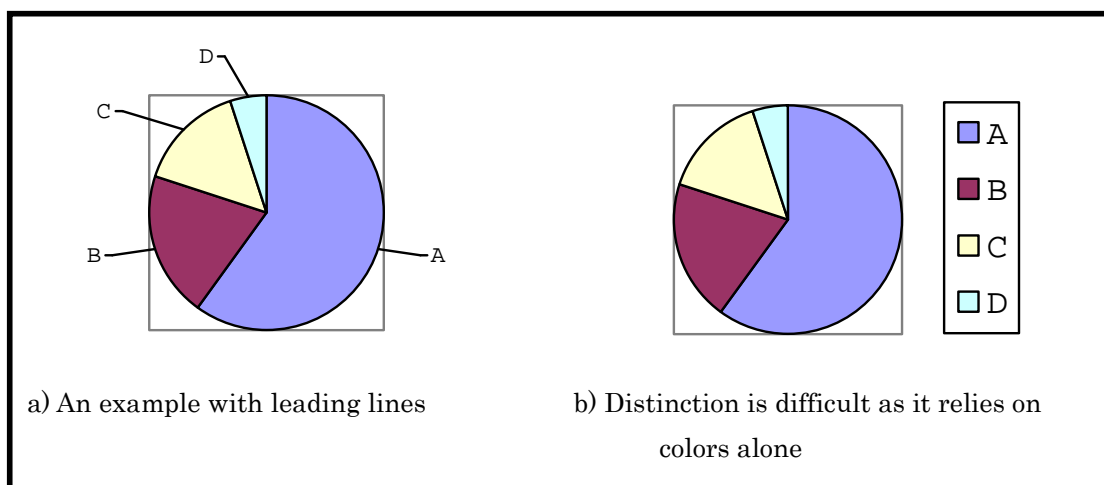 D
C
B
A
a) An example with leading lines
A
B
C
D
b) Distinction is difficult as it relies on
colors alone